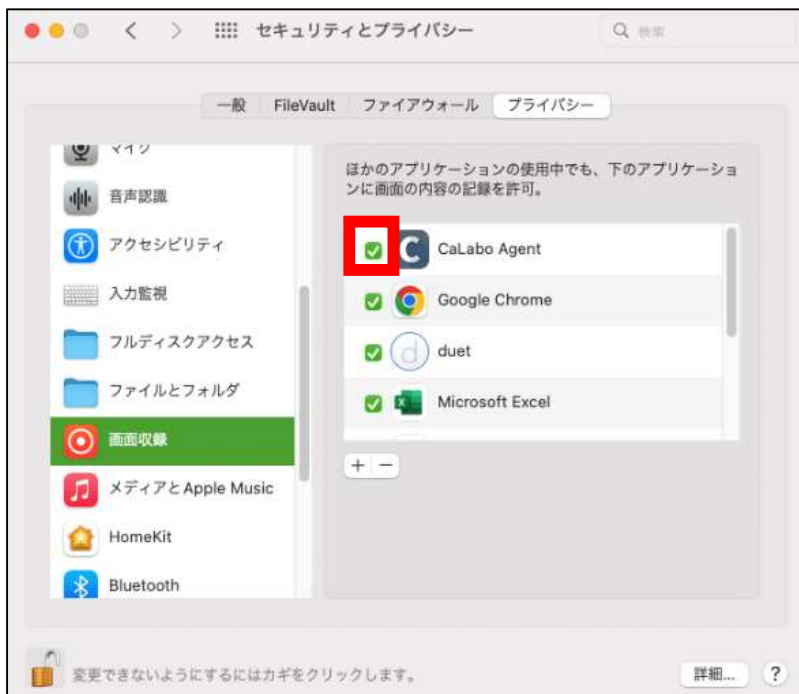 セキュリティとプライバシー
検索
一般 FileVault ファイアウォール プライバシー
マイク
音声認識
アクセシビリティ
入力監視
フルディスクアクセス
ファイルとフォルダ
画面収録
メディアとApple Music
HomeKit
Bluetooth
ほかのアプリケーションの使用中でも、下のアプリケーショ
ンに画面の内容の記録を許可。
CaLabo Agent
Google Chrome
duet
Microsoft Excel
+ −
変更できないようにするにはカギをクリックします。
詳細... ?